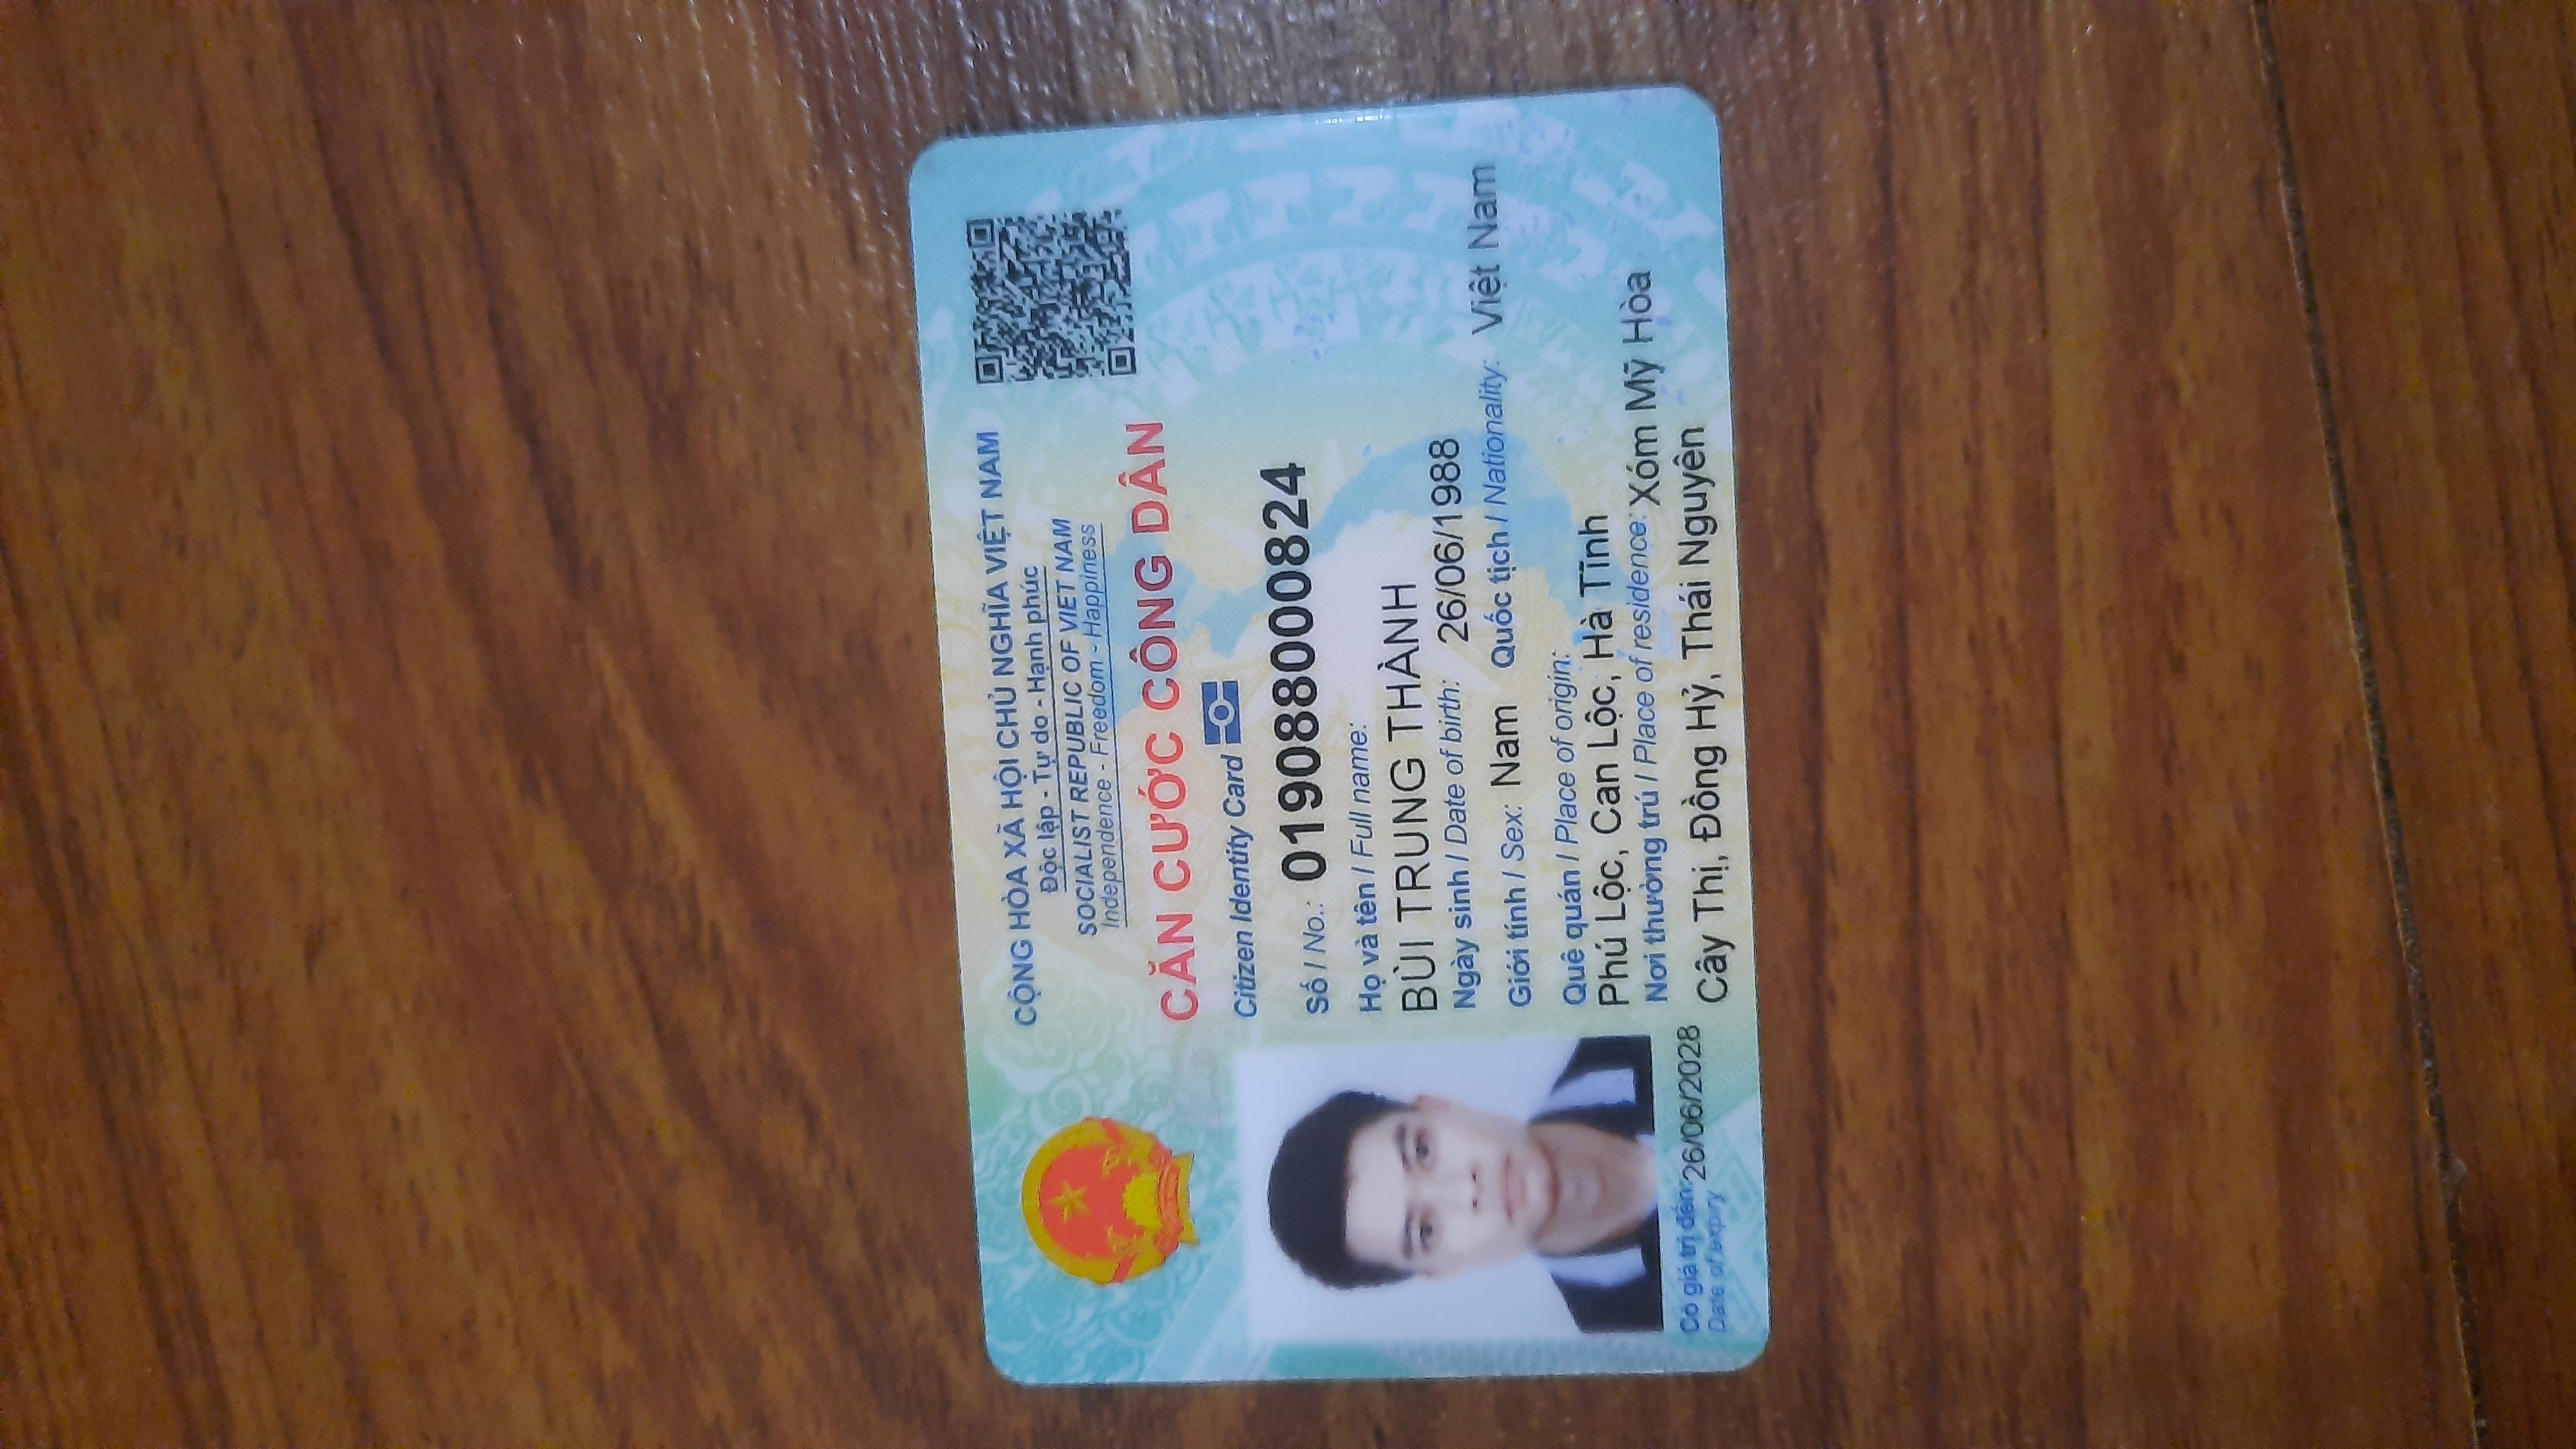 CỘNG HÒA XÃ HỘI CHỦ NGHĨA VIỆT NAM
Độc lập - Tự do - Hạnh phúc
SOCIALIST REPUBLIC OF VIET NAM
Independence - Freedom - Happiness
CĂN CƯỚC CÔNG DÂN
Citizen Identity Card
Số / No.: 019088000824
Họ và tên / Full name:
BÙI TRUNG THÀNH
Ngày sinh / Date of birth: 26/06/1988
Giới tính / Sex: Nam Quốc tịch / Nationality: Việt Nam
Quê quán / Place of origin:
Phú Lộc, Can Lộc, Hà Tĩnh
Nơi thường trú / Place of residence: Xóm Mỹ Hòa
Cây Thị, Đồng Hỷ, Thái Nguyên
Có giá trị đến: 26/06/2028
Date of expiry